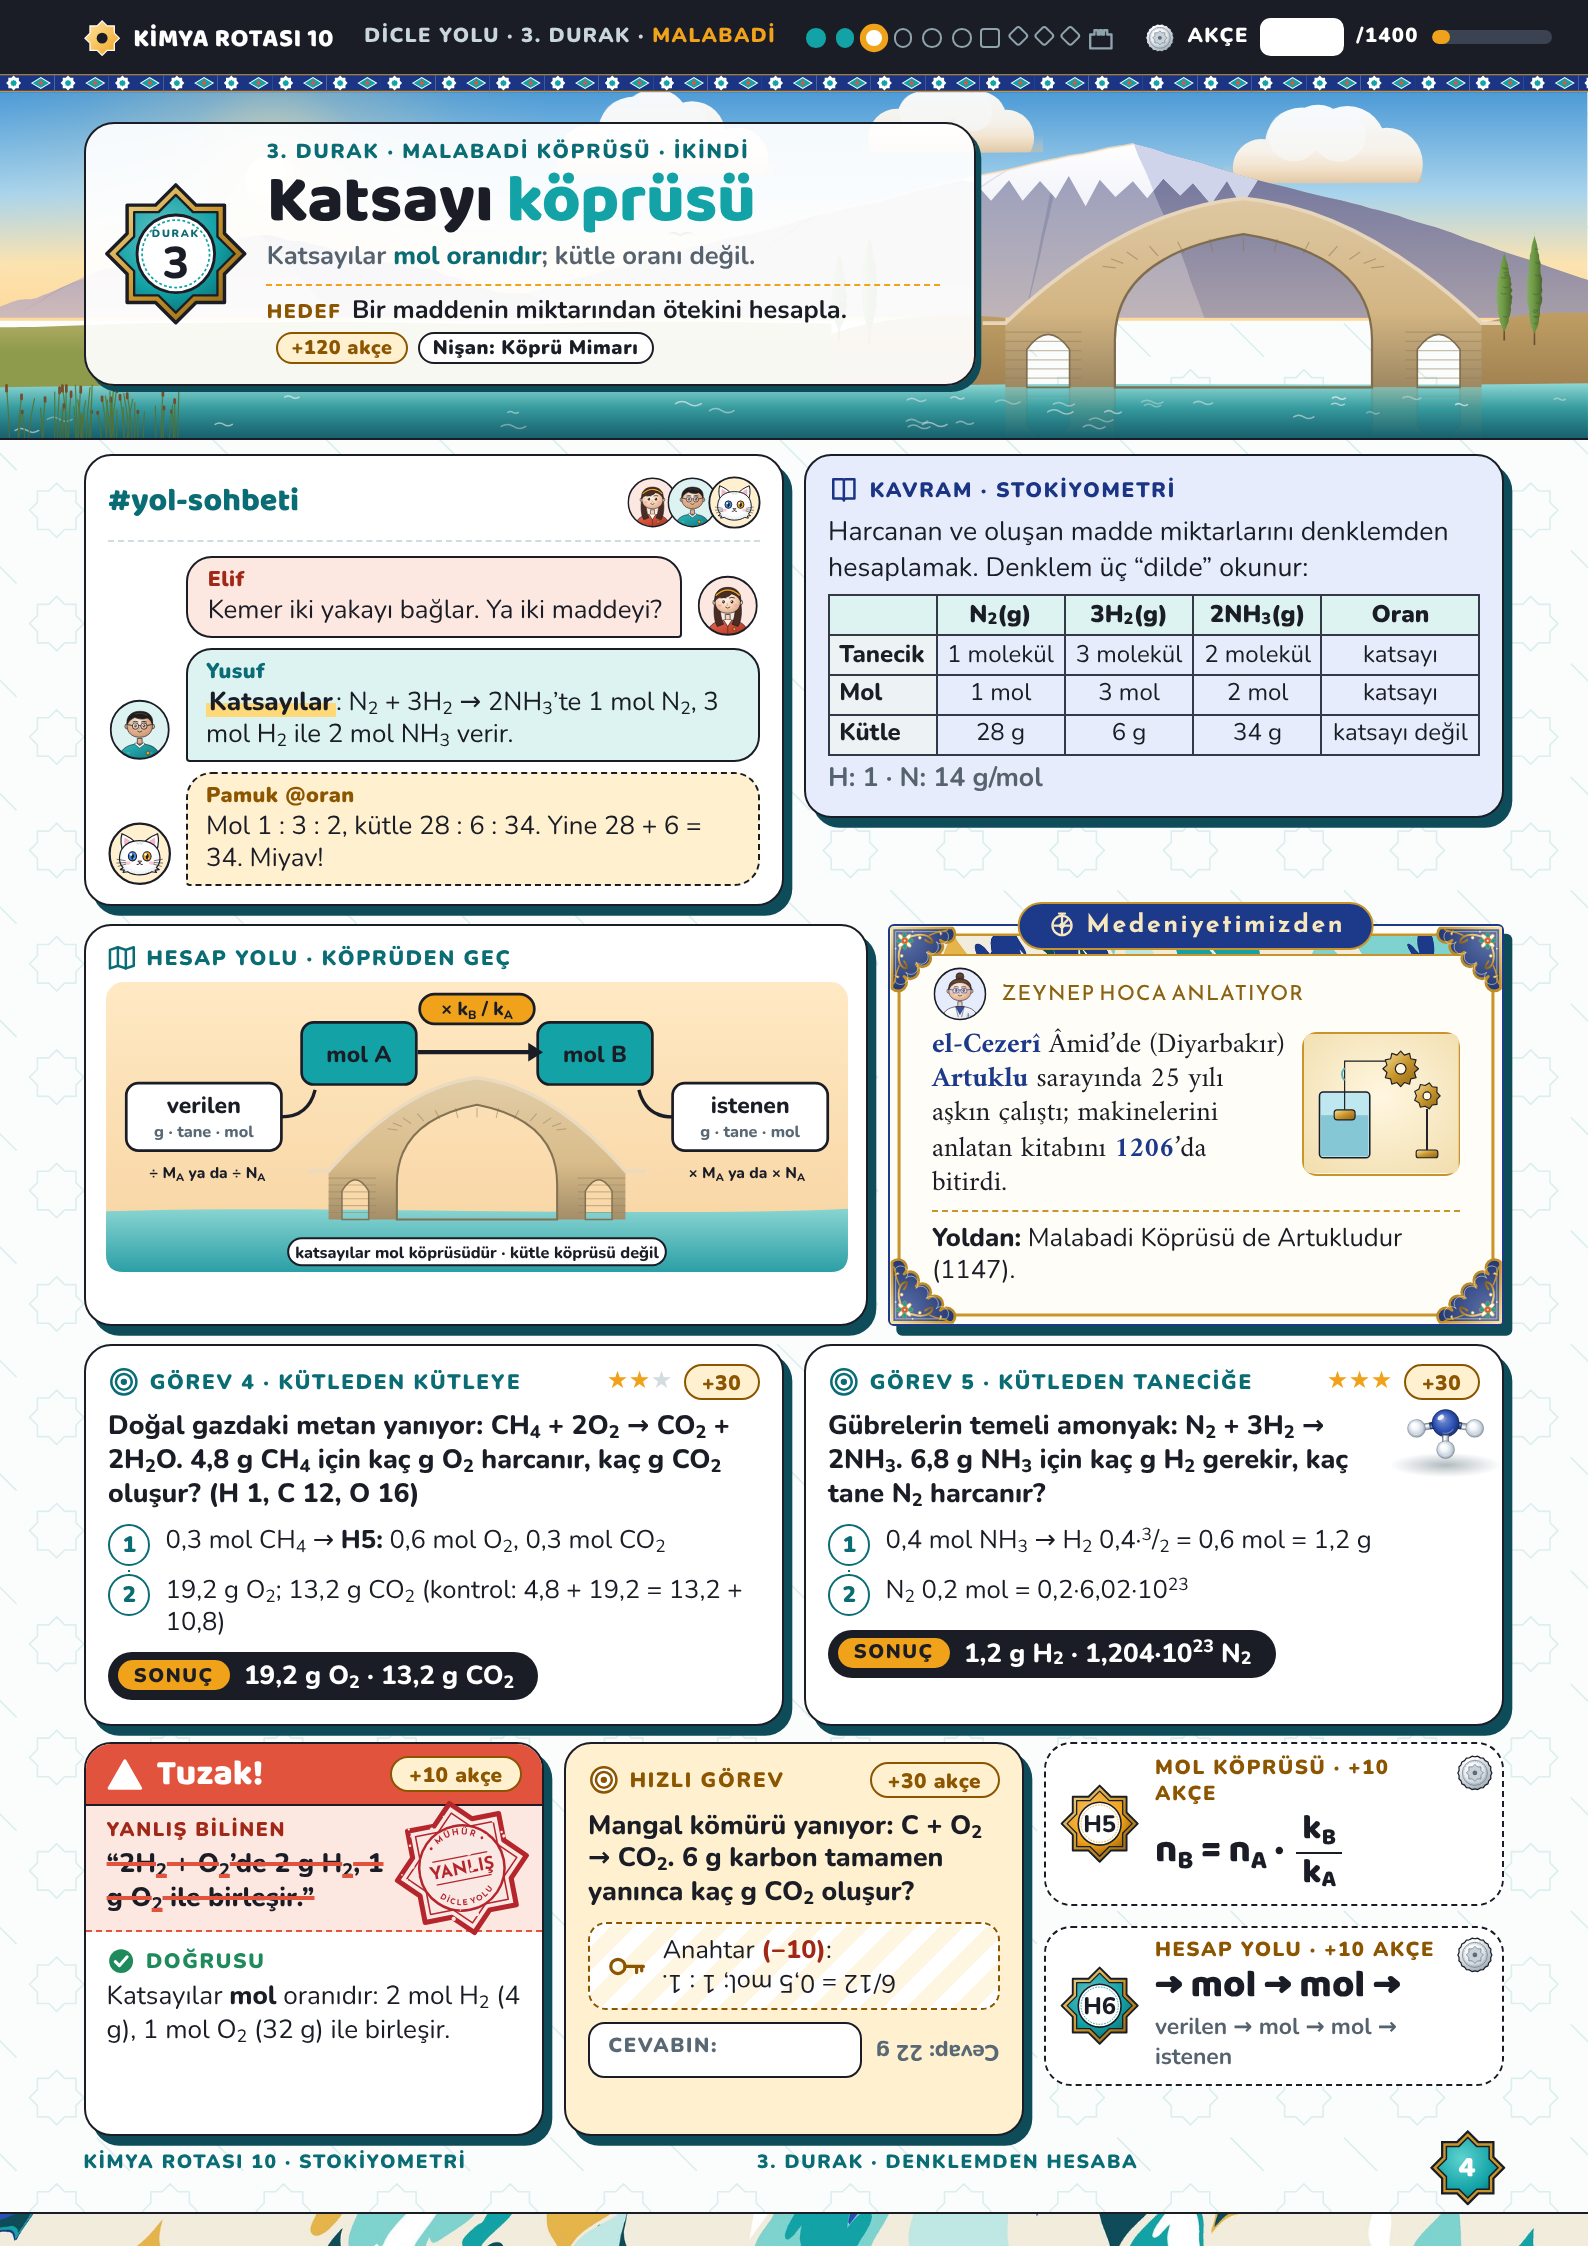 KİMYA ROTASI 10 DİCLE YOLU · 3. DURAK · MALABADİ AKÇE /1400
3. DURAK · MALABADİ KÖPRÜSÜ · İKİNDİ
DURAK
3
Katsayı köprüsü
Katsayılar mol oranıdır; kütle oranı değil.
HEDEF Bir maddenin miktarından ötekini hesapla.
+120 akçe Nişan: Köprü Mimarı
#yol-sohbeti
Elif
Kemer iki yakayı bağlar. Ya iki maddeyi?
Yusuf
Katsayılar: N₂ + 3H₂ → 2NH₃’te 1 mol N₂, 3
mol H₂ ile 2 mol NH₃ verir.
Pamuk @oran
Mol 1 : 3 : 2, kütle 28 : 6 : 34. Yine 28 + 6 =
34. Miyav!
KAVRAM · STOKİYOMETRİ
Harcanan ve oluşan madde miktarlarını denklemden
hesaplamak. Denklem üç “dilde” okunur:
N₂(g) 3H₂(g) 2NH₃(g) Oran
Tanecik 1 molekül 3 molekül 2 molekül katsayı
Mol 1 mol 3 mol 2 mol katsayı
Kütle 28 g 6 g 34 g katsayı değil
H: 1 · N: 14 g/mol
HESAP YOLU · KÖPRÜDEN GEÇ
× k_B / k_A
mol A mol B
verilen
g · tane · mol
istenen
g · tane · mol
÷ M_A ya da ÷ N_A
× M_A ya da × N_A
katsayılar mol köprüsüdür · kütle köprüsü değil
Medeniyetimizden
ZEYNEP HOCA ANLATIYOR
el-Cezerî Âmid’de (Diyarbakır)
Artuklu sarayında 25 yılı
aşkın çalıştı; makinelerini
anlatan kitabını 1206’da
bitirdi.
Yoldan: Malabadi Köprüsü de Artukludur
(1147).
GÖREV 4 · KÜTLEDEN KÜTLEYE ★★★ +30
Doğal gazdaki metan yanıyor: CH₄ + 2O₂ → CO₂ +
2H₂O. 4,8 g CH₄ için kaç g O₂ harcanır, kaç g CO₂
oluşur? (H 1, C 12, O 16)
1 0,3 mol CH₄ → H5: 0,6 mol O₂, 0,3 mol CO₂
2 19,2 g O₂; 13,2 g CO₂ (kontrol: 4,8 + 19,2 = 13,2 +
10,8)
SONUÇ 19,2 g O₂ · 13,2 g CO₂
GÖREV 5 · KÜTLEDEN TANECİĞE ★★★ +30
Gübrelerin temeli amonyak: N₂ + 3H₂ →
2NH₃. 6,8 g NH₃ için kaç g H₂ gerekir, kaç
tane N₂ harcanır?
1 0,4 mol NH₃ → H₂ 0,4·³/₂ = 0,6 mol = 1,2 g
2 N₂ 0,2 mol = 0,2·6,02·10²³
SONUÇ 1,2 g H₂ · 1,204·10²³ N₂
Tuzak! +10 akçe
YANLIŞ BİLİNEN
“2H₂ + O₂’de 2 g H₂, 1
g O₂ ile birleşir.”
MÜHÜR
YANLIŞ
DİCLE YOLU
DOĞRUSU
Katsayılar mol oranıdır: 2 mol H₂ (4
g), 1 mol O₂ (32 g) ile birleşir.
HIZLI GÖREV +30 akçe
Mangal kömürü yanıyor: C + O₂
→ CO₂. 6 g karbon tamamen
yanınca kaç g CO₂ oluşur?
Anahtar (−10):
6/12 = 0,5 mol; 1 : 1.
CEVABIN:
Cevap: 22 g
MOL KÖPRÜSÜ · +10
AKÇE
H5
n_B = n_A · k_B / k_A
HESAP YOLU · +10 AKÇE
H6
→ mol → mol →
verilen → mol → mol →
istenen
KİMYA ROTASI 10 · STOKİYOMETRİ 3. DURAK · DENKLEMDEN HESABA 4